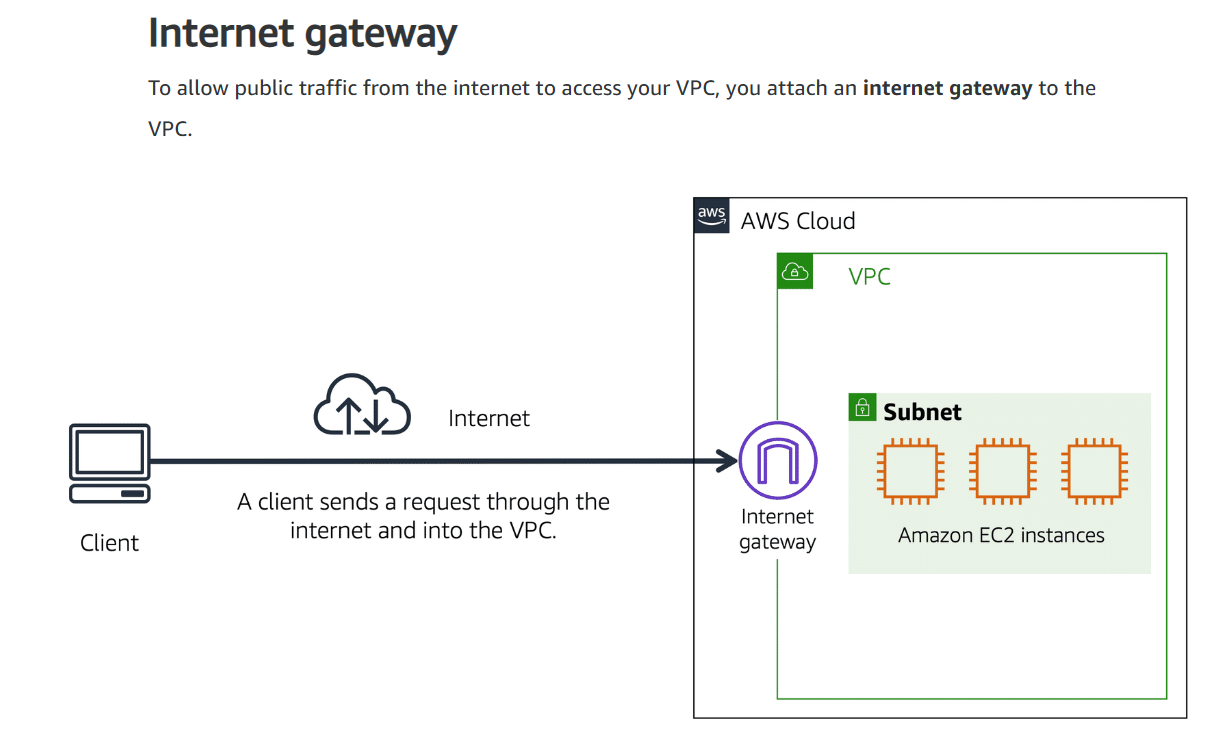 Internet gateway
To allow public traffic from the internet to access your VPC, you attach an internet gateway to the
VPC.
aws
AWS Cloud
VPC
Internet
Subnet
A client sends a request through the
internet and into the VPC.
Client
Internet
gateway
Amazon EC2 instances